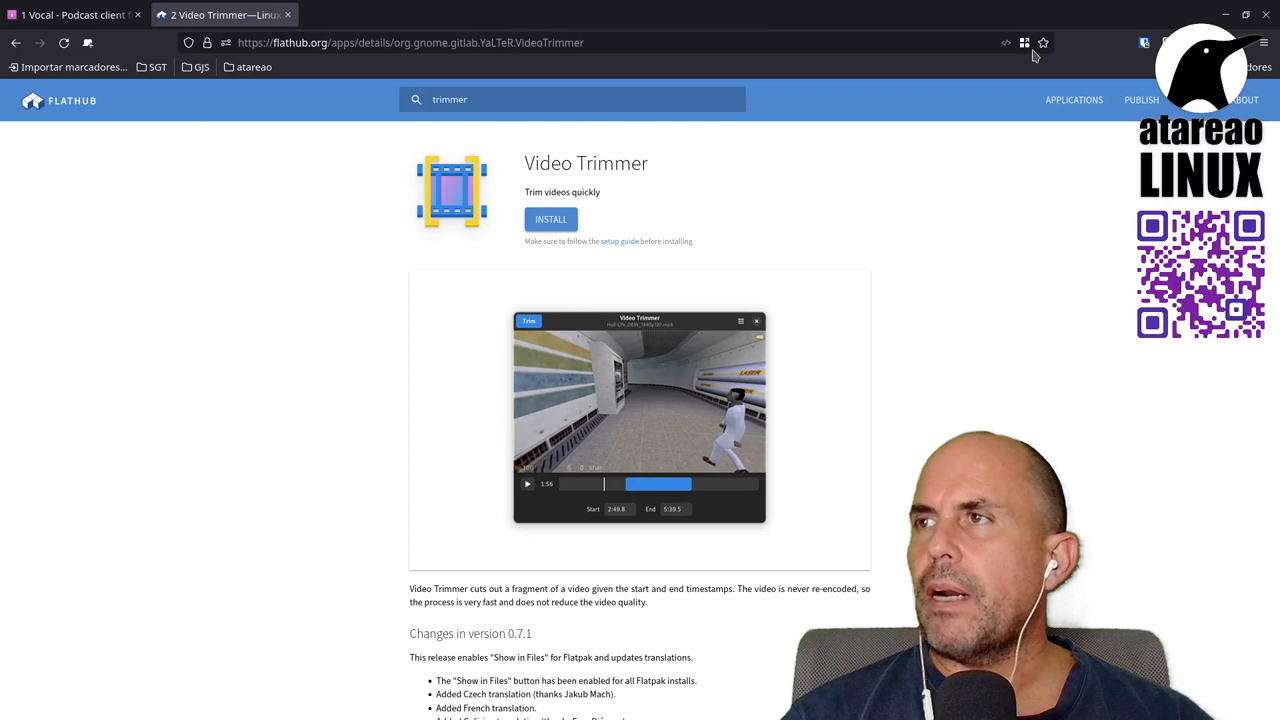 1 Vocal - Podcast client f
2 Video Trimmer—Linux
https://flathub.org/apps/details/org.gnome.gitlab.YaLTeR.VideoTrimmer
Importar marcadores...
SGT
GJS
atareao
dores
FLATHUB
trimmer
APPLICATIONS
PUBLISH
ABOUT
atareao
LINUX
Video Trimmer
Trim videos quickly
INSTALL
Make sure to follow the setup guide before installing
Trim
Video Trimmer
1:56
Start
2:49.8
End
5:39.5
Video Trimmer cuts out a fragment of a video given the start and end timestamps. The video is never re-encoded, so
the process is very fast and does not reduce the video quality.
Changes in version 0.7.1
This release enables "Show in Files" for Flatpak and updates translations.
The "Show in Files" button has been enabled for all Flatpak installs.
Added Czech translation (thanks Jakub Mach).
Added French translation.